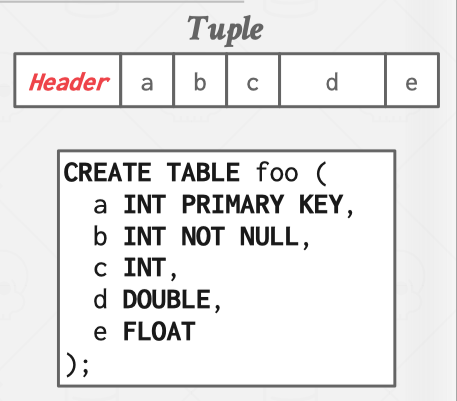 Tuple
Header a b c d e
CREATE TABLE foo (
a INT PRIMARY KEY,
b INT NOT NULL,
c INT,
d DOUBLE,
e FLOAT
);